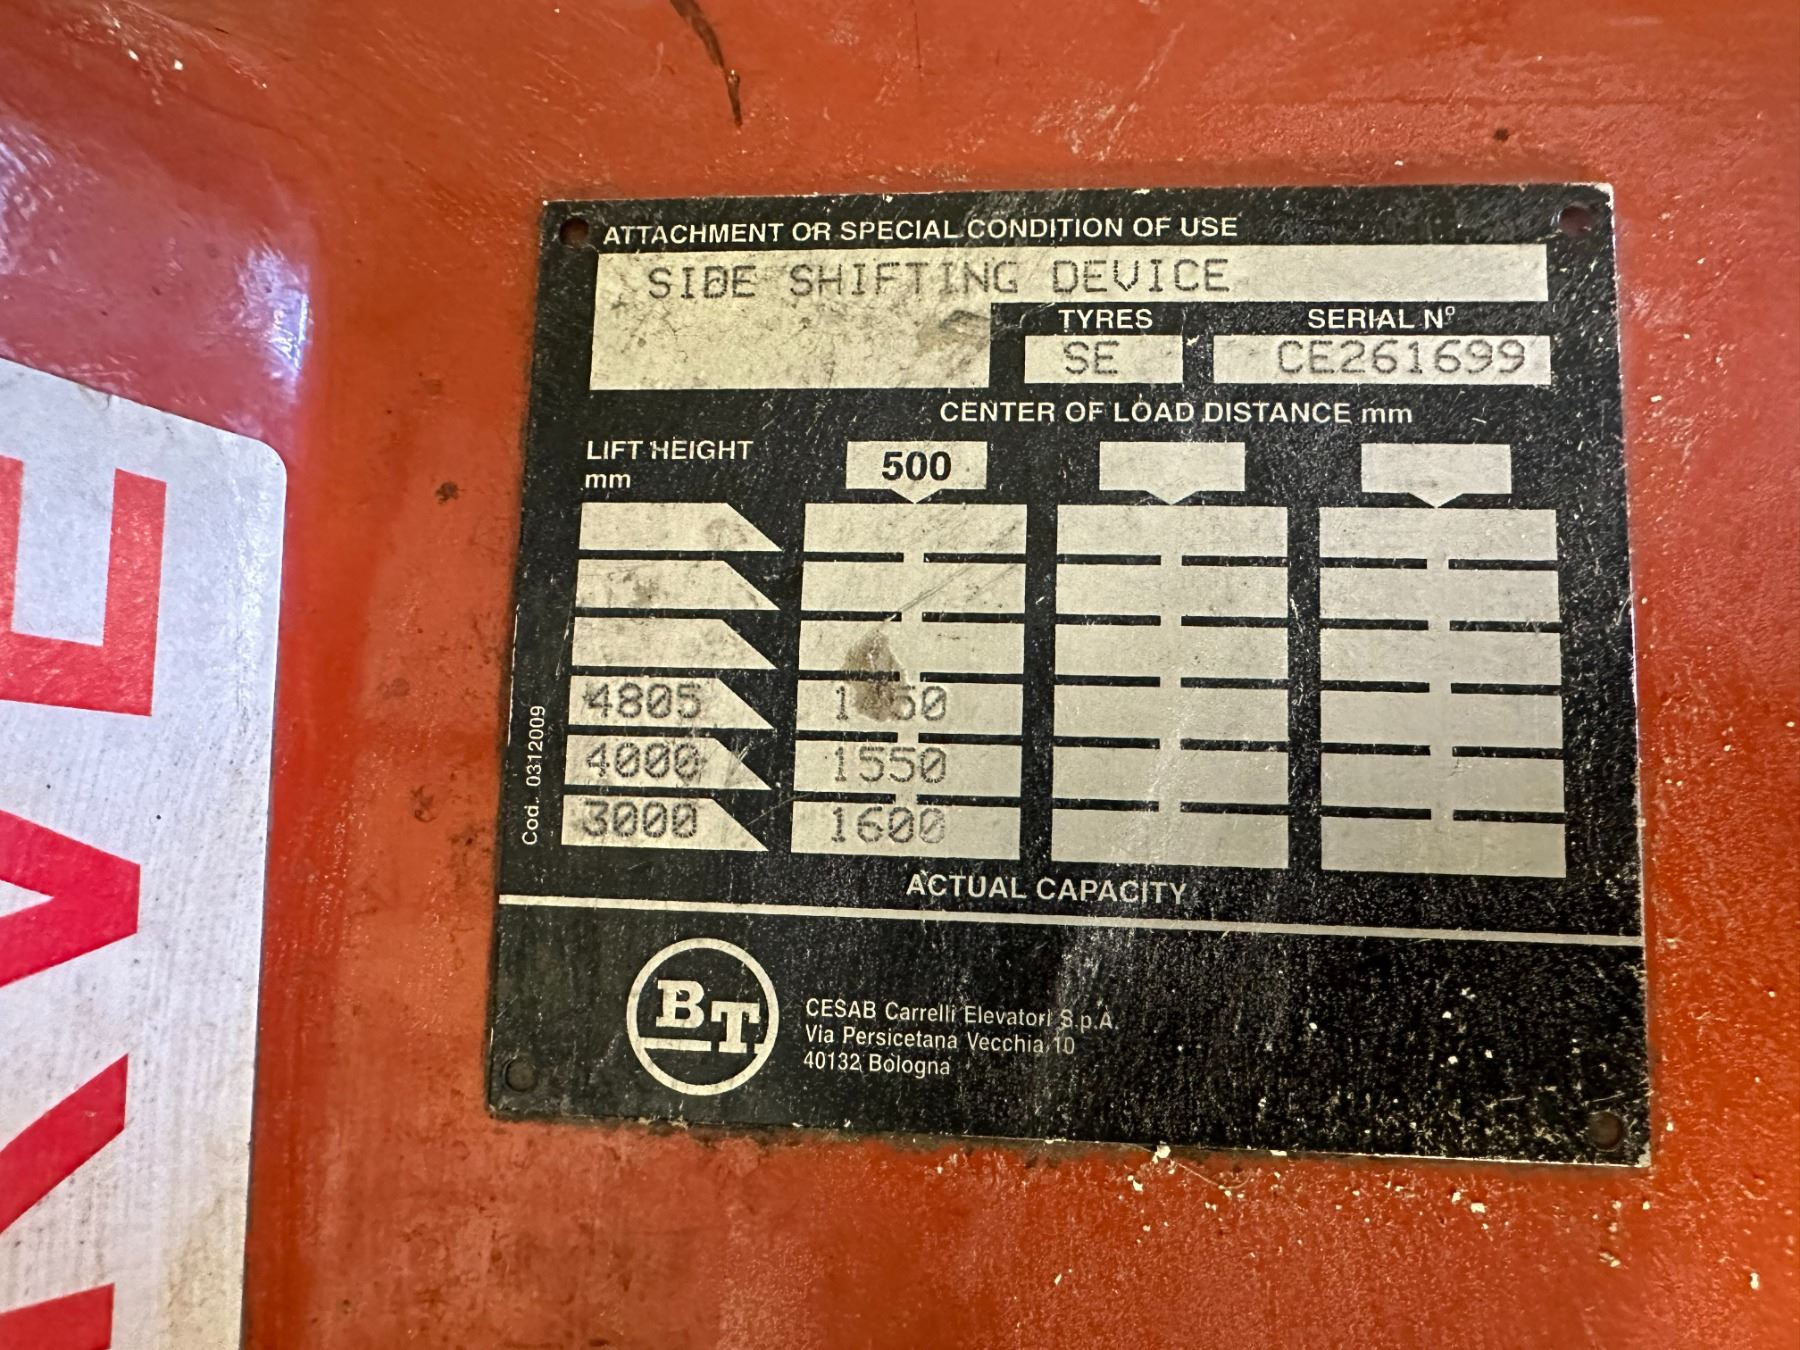 ATTACHMENT OR SPECIAL CONDITION OF USE
SIDE SHIFTING DEVICE
TYRES SERIAL Nº
SE CE261699
CENTER OF LOAD DISTANCE mm
LIFT HEIGHT
mm
500
4805
4000 1550
3000 1600
ACTUAL CAPACITY
Cod. 0312009
BT
CESAB Carrelli Elevatori S.p.A.
Via Persicetana Vecchia, 10
40132 Bologna